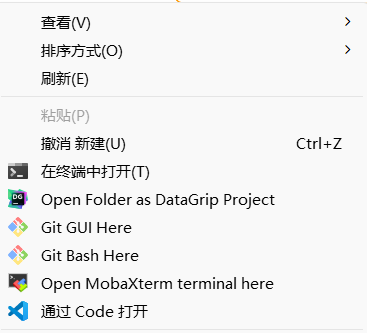 查看(V)
排序方式(O)
刷新(E)
粘贴(P)
撤消 新建(U) Ctrl+Z
在终端中打开(T)
DG Open Folder as DataGrip Project
Git GUI Here
Git Bash Here
Open MobaXterm terminal here
通过 Code 打开